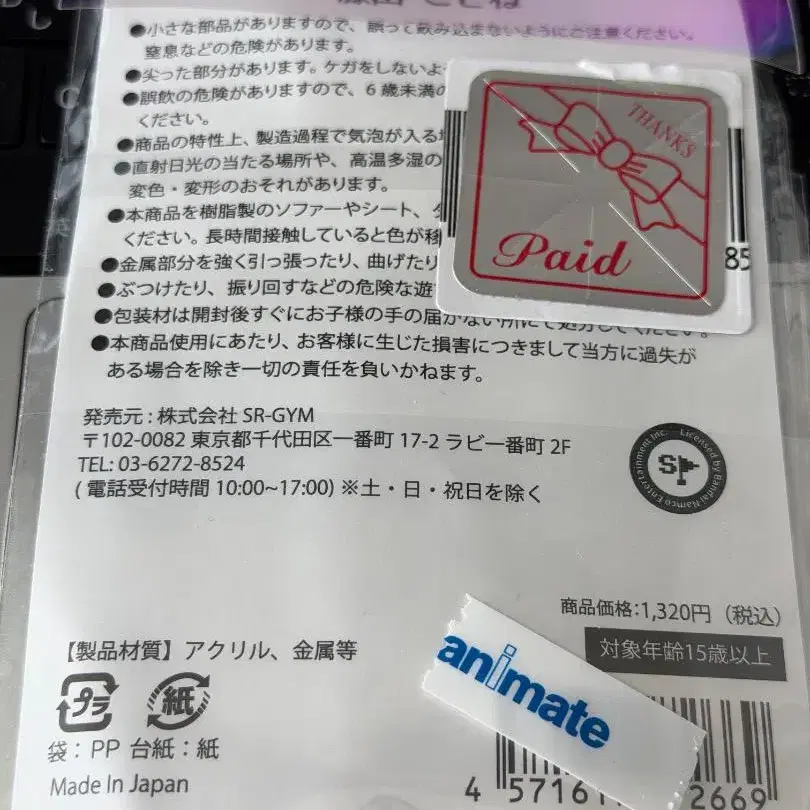 ●小さな部品がありますので、誤って飲み込まないようにご注意ください。
窒息などの危険があります。
●尖った部分があります。ケガをしないよ
●誤飲の危険がありますので、6歳未満の
ください。
●商品の特性上、製造過程で気泡が入る
●直射日光の当たる場所や、高温多湿の
変色・変形のおそれがあります。
●本商品を樹脂製のソファーやシート、
ください。長時間接触していると色が移
●金属部分を強く引っ張ったり、曲げたり
●ぶつけたり、振り回すなどの危険な遊
●包装材は開封後すぐにお子様の手の届かない所にて処分してください。
●本商品使用にあたり、お客様に生じた損害につきまして当方に過失が
ある場合を除き一切の責任を負いかねます。
THANKS
Paid
85
発売元：株式会社 SR-GYM
〒102-0082 東京都千代田区一番町 17-2 ラビ一番町 2F
TEL: 03-6272-8524
( 電話受付時間 10:00~17:00) ※土・日・祝日を除く
Licensed by Bandai Namco Entertainment Inc.
商品価格:1,320円（税込）
対象年齢15歳以上
【製品材質】アクリル、金属等
プラ
紙
袋：PP 台紙：紙
Made In Japan
animate
4 57161 2669